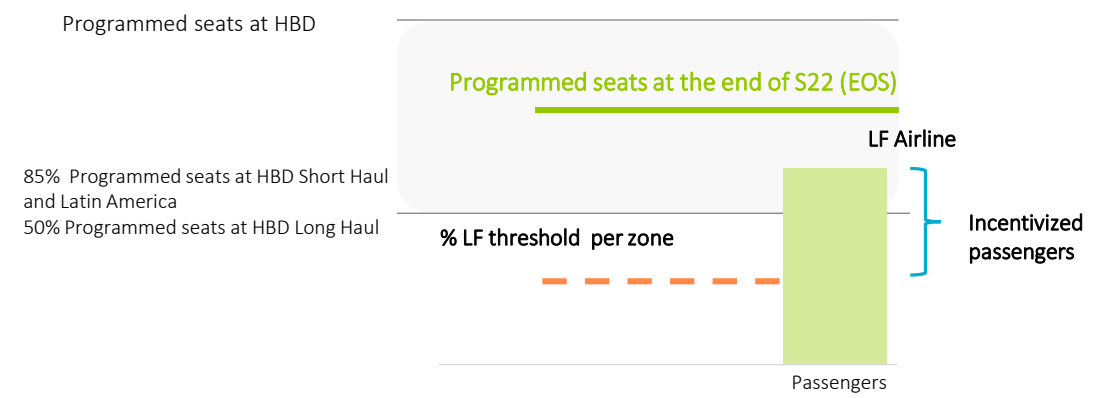 Programmed seats at HBD
Programmed seats at the end of S22 (EOS)
LF Airline
85%  Programmed seats at HBD Short Haul
and Latin America
50% Programmed seats at HBD Long Haul
% LF threshold  per zone
Incentivized
passengers
Passengers